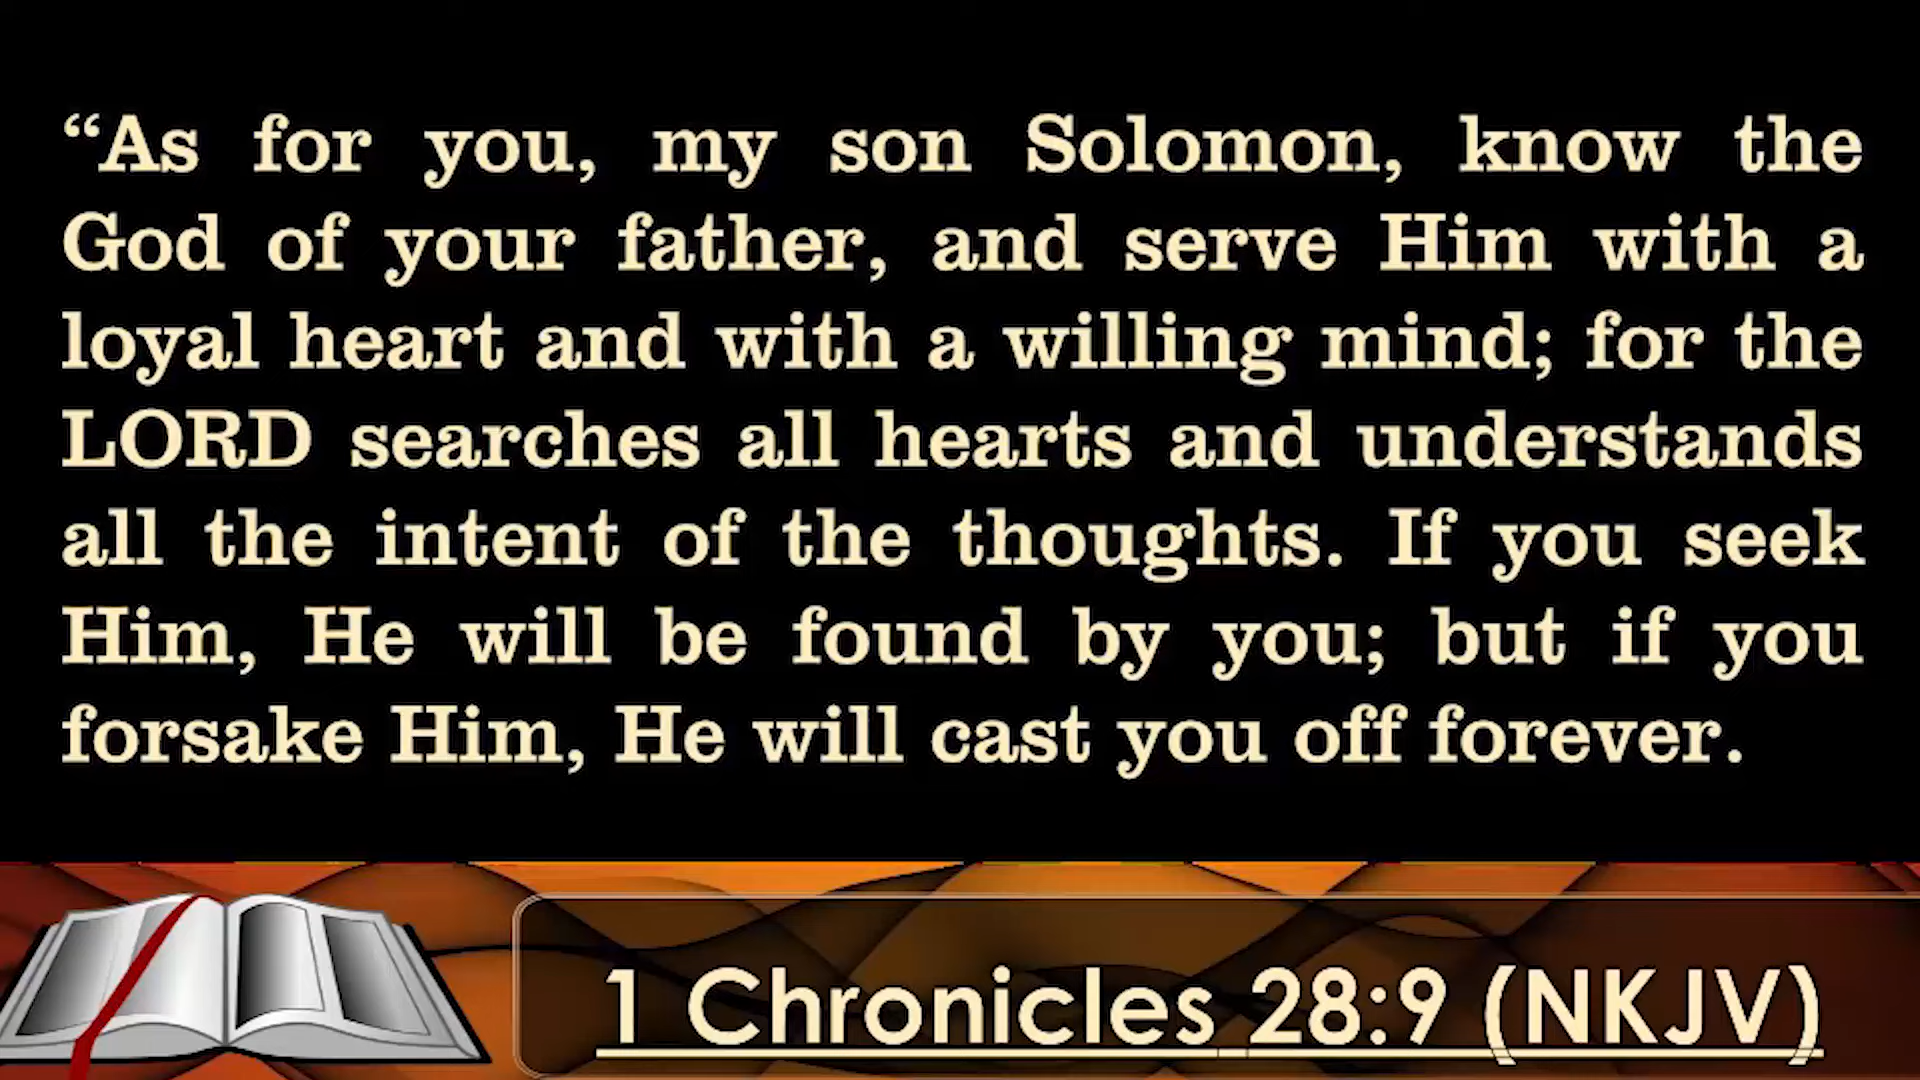 “As for you, my son Solomon, know the
God of your father, and serve Him with a
loyal heart and with a willing mind; for the
LORD searches all hearts and understands
all the intent of the thoughts. If you seek
Him, He will be found by you; but if you
forsake Him, He will cast you off forever.
1 Chronicles 28:9 (NKJV)